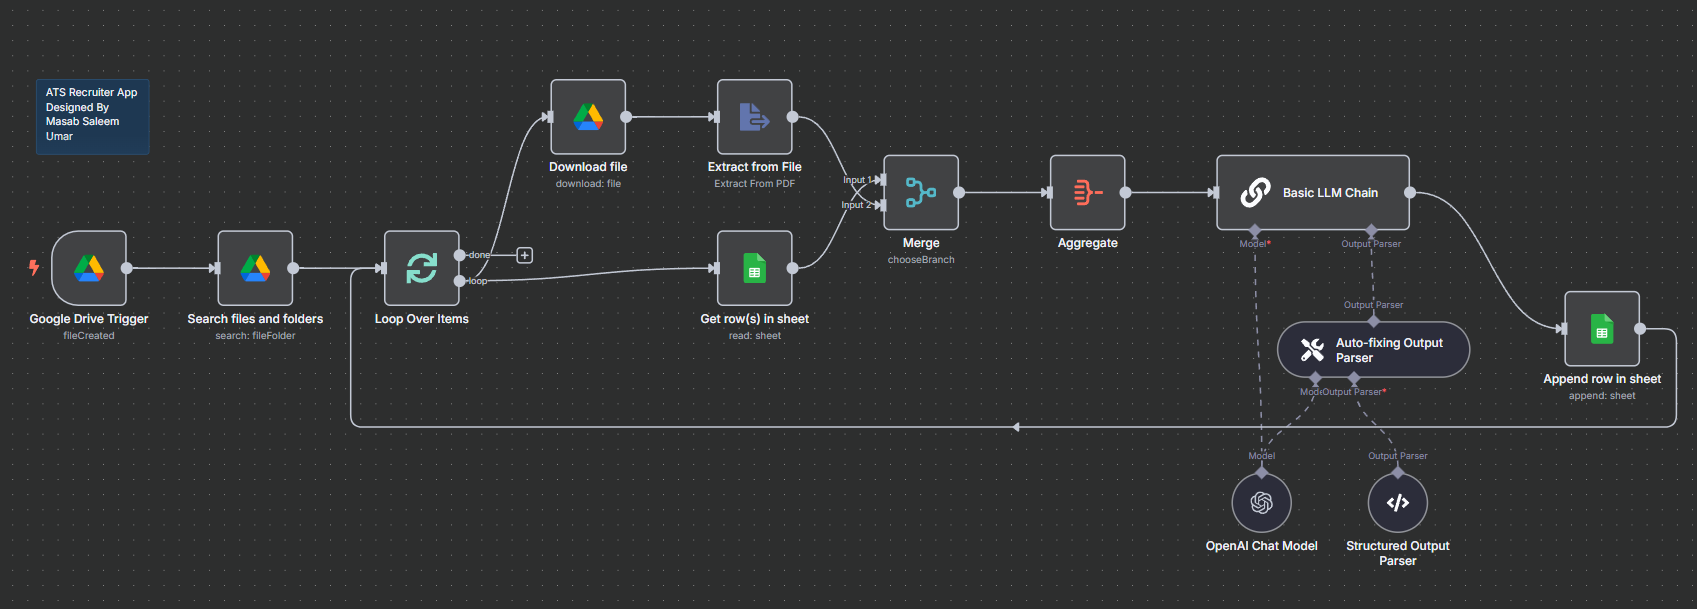 ATS Recruiter App
Designed By
Masab Saleem
Umar
Google Drive Trigger
fileCreated
Search files and folders
search: fileFolder
Loop Over Items
done
loop
Download file
download: file
Extract from File
Extract From PDF
Get row(s) in sheet
read: sheet
Input 1
Input 2
Merge
chooseBranch
Aggregate
Basic LLM Chain
Model*
Output Parser
Output Parser
Auto-fixing Output
Parser
Output Parser*
Model
Output Parser
OpenAI Chat Model
Structured Output
Parser
Append row in sheet
append: sheet